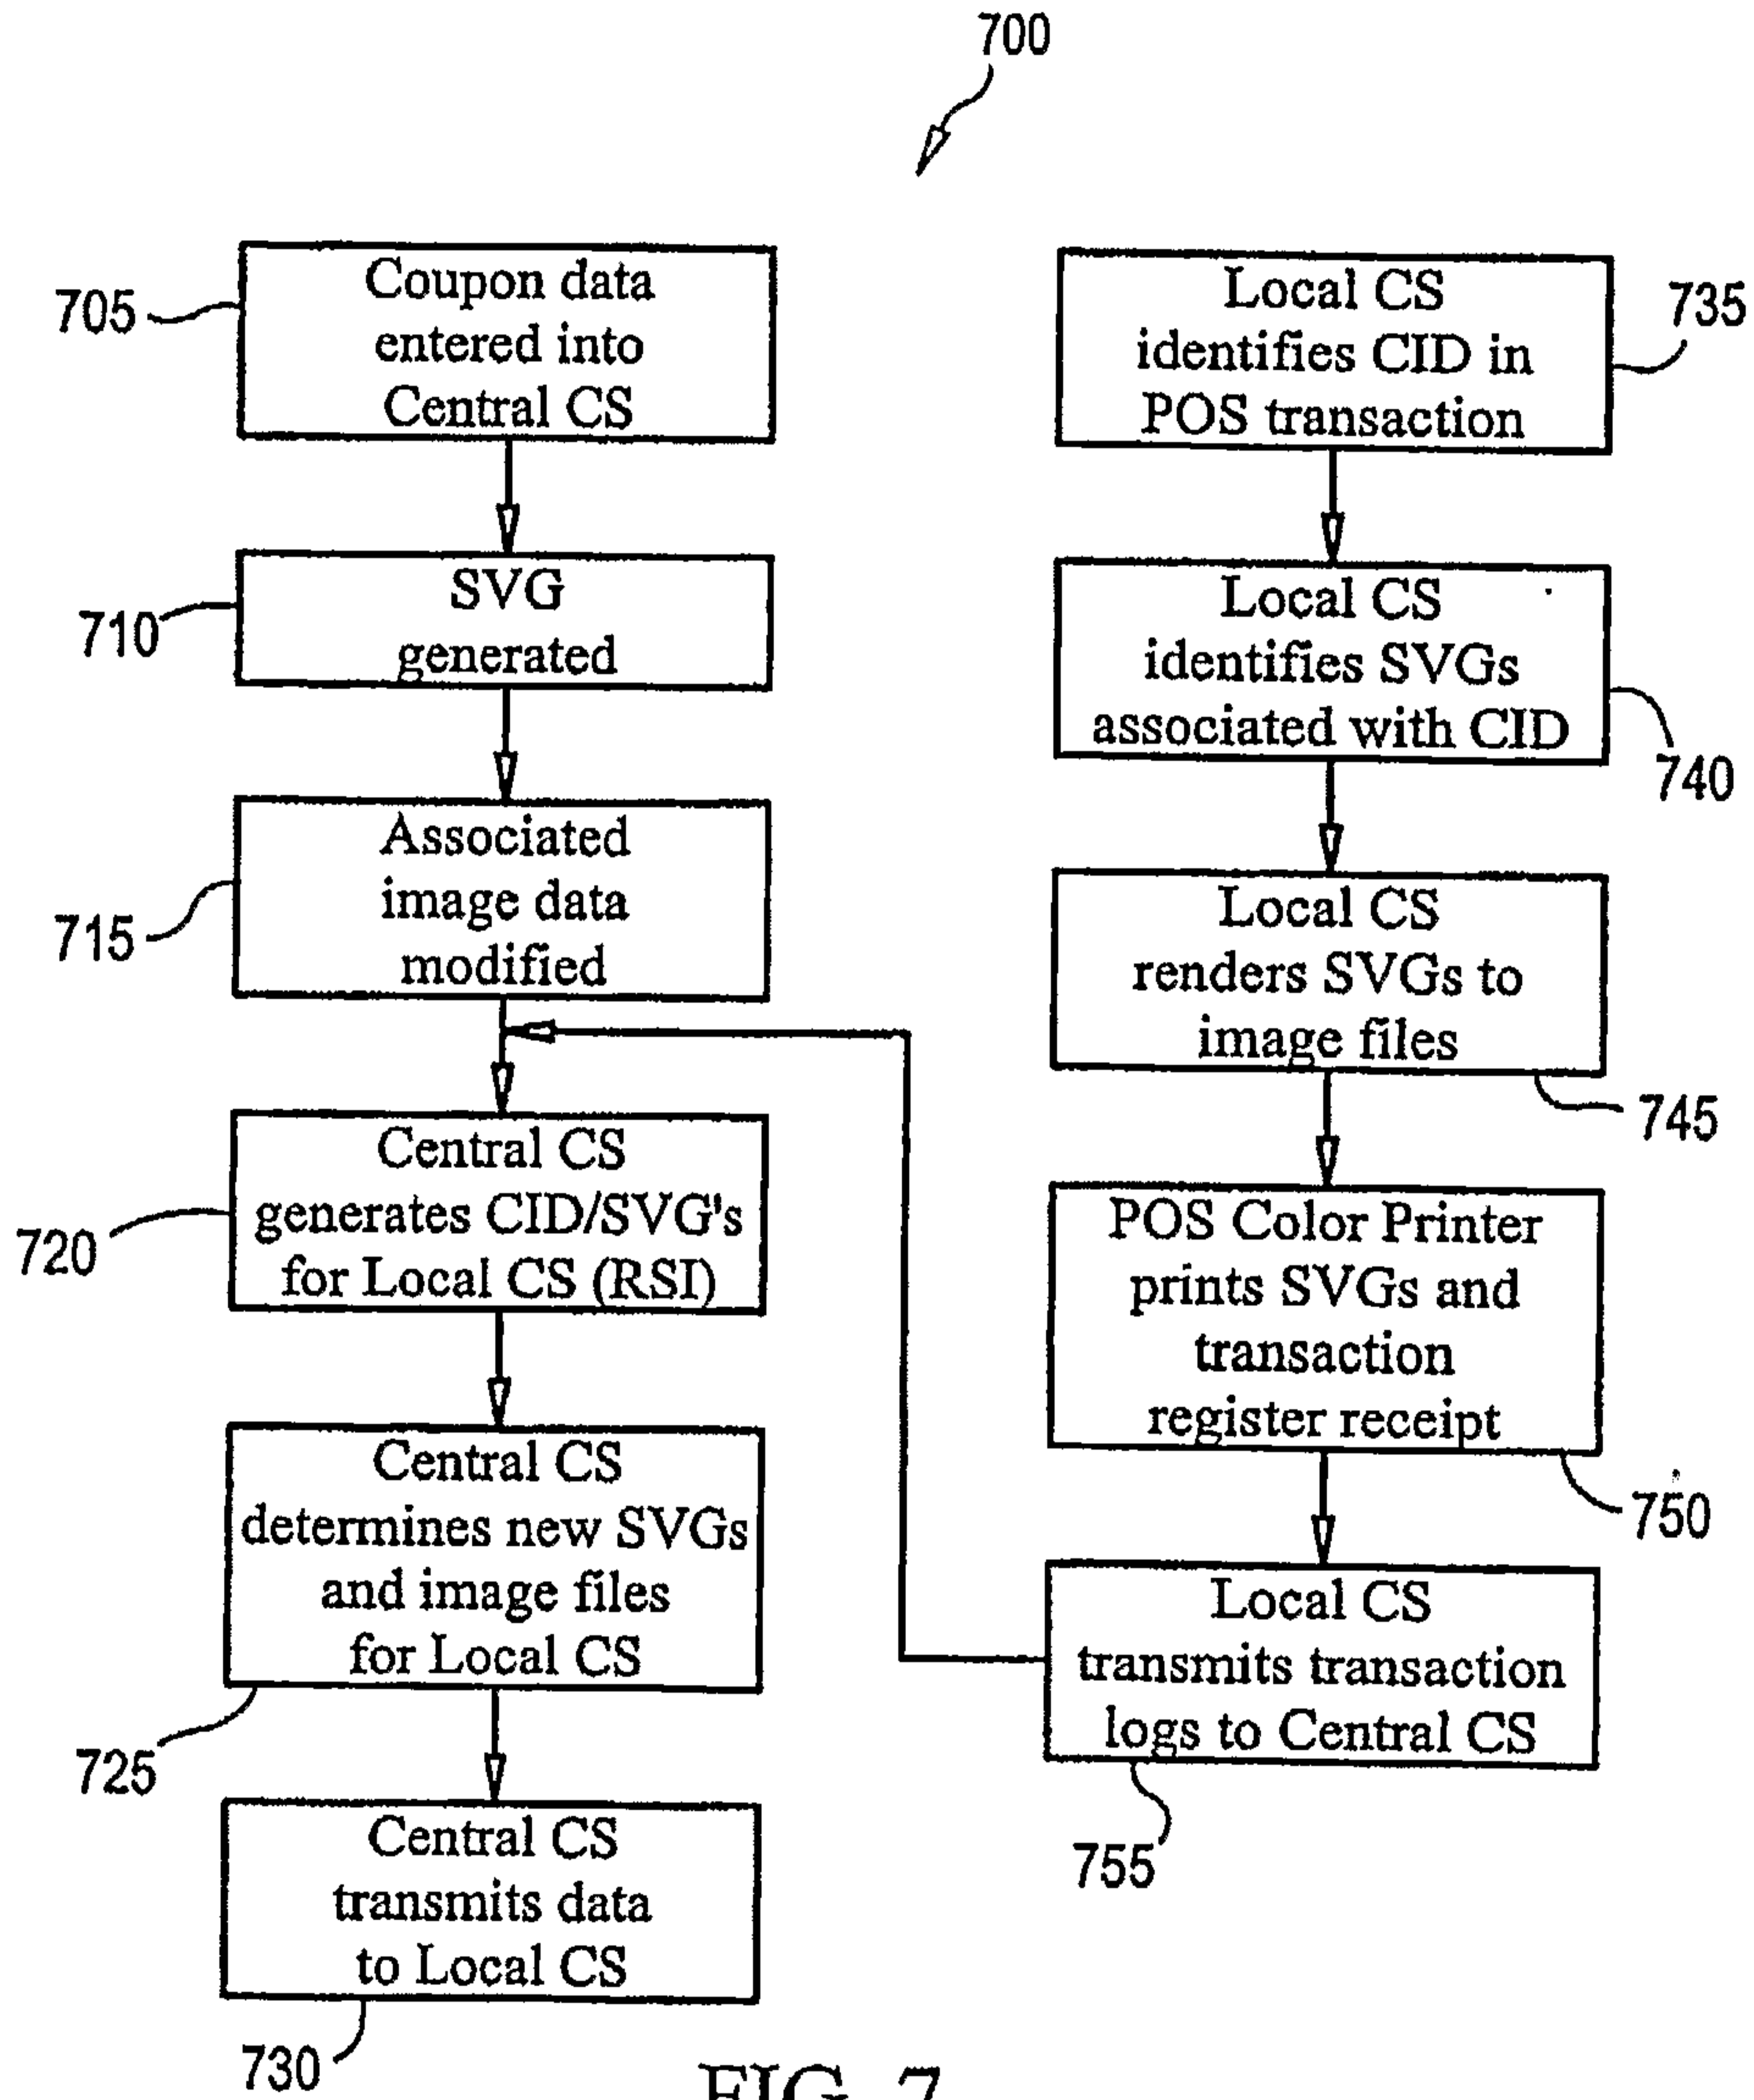 700
705
Coupon data
entered into
Central CS
710
SVG
generated
715
Associated
image data
modified
720
Central CS
generates CID/SVG's
for Local CS (RSI)
725
Central CS
determines new SVGs
and image files
for Local CS
730
Central CS
transmits data
to Local CS
735
Local CS
identifies CID in
POS transaction
740
Local CS
identifies SVGs
associated with CID
745
Local CS
renders SVGs to
image files
750
POS Color Printer
prints SVGs and
transaction
register receipt
755
Local CS
transmits transaction
logs to Central CS
FIG. 7